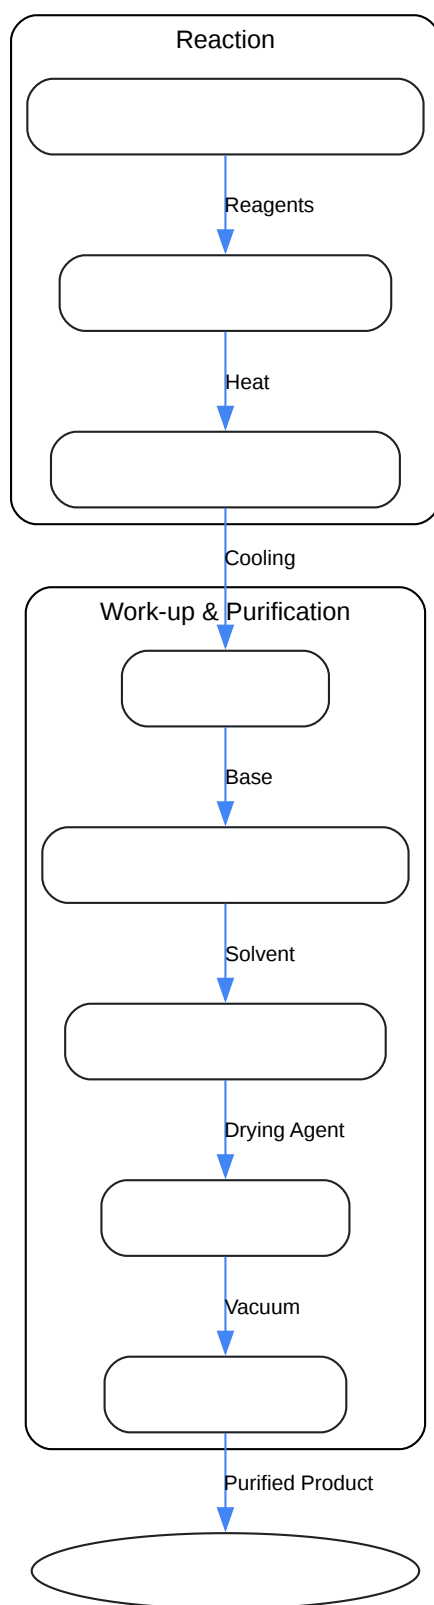 Reaction
Reagents
Heat
Cooling
Work-up & Purification
Base
Solvent
Drying Agent
Vacuum
Purified Product